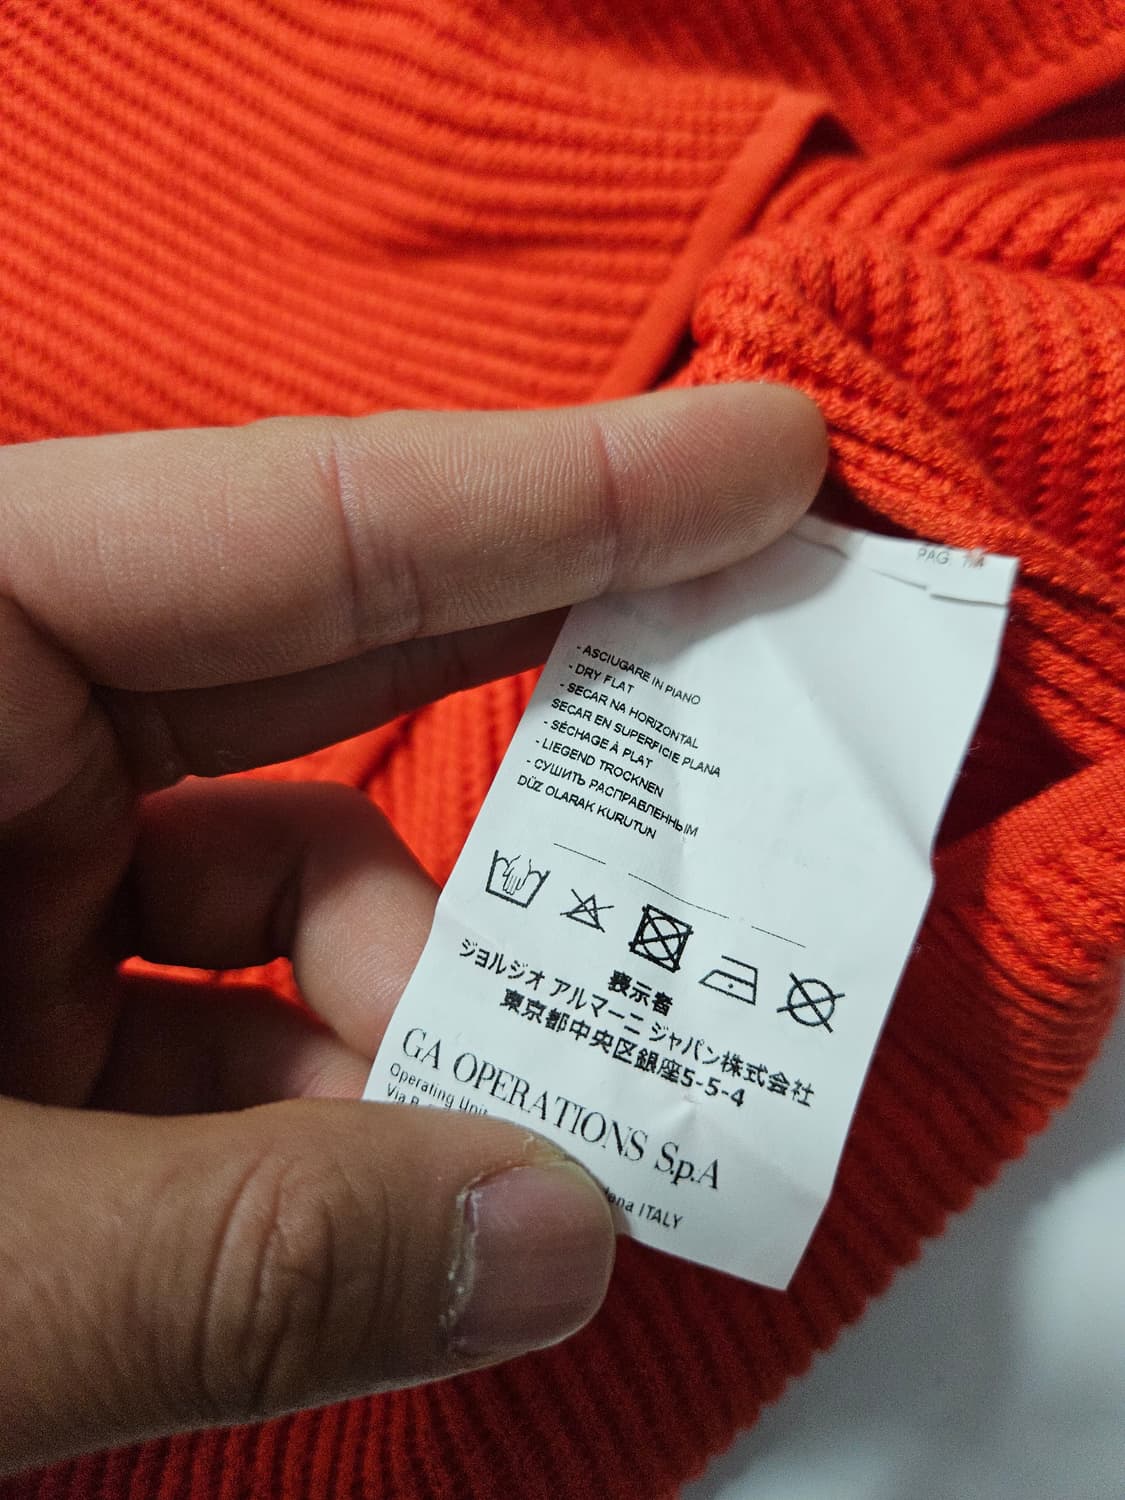 PAG.
- ASCIUGARE IN PIANO
- DRY FLAT
- SECAR NA HORIZONTAL
SECAR EN SUPERFICIE PLANA
- SÉCHAGE À PLAT
- LIEGEND TROCKNEN
- СУШИТЬ РАСПРАВЛЕННЫМ
DÜZ OLARAK KURUTUN
表示者
ジョルジオ アルマーニ ジャパン株式会社
東京都中央区銀座5-5-4
GA OPERATIONS S.p.A
Operating Unit
Via ITALY